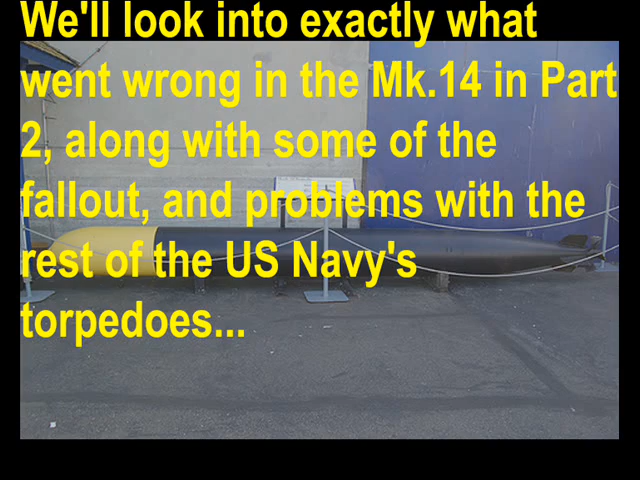 We'll look into exactly what
went wrong in the Mk.14 in Part
2, along with some of the
fallout, and problems with the
rest of the US Navy's
torpedoes...